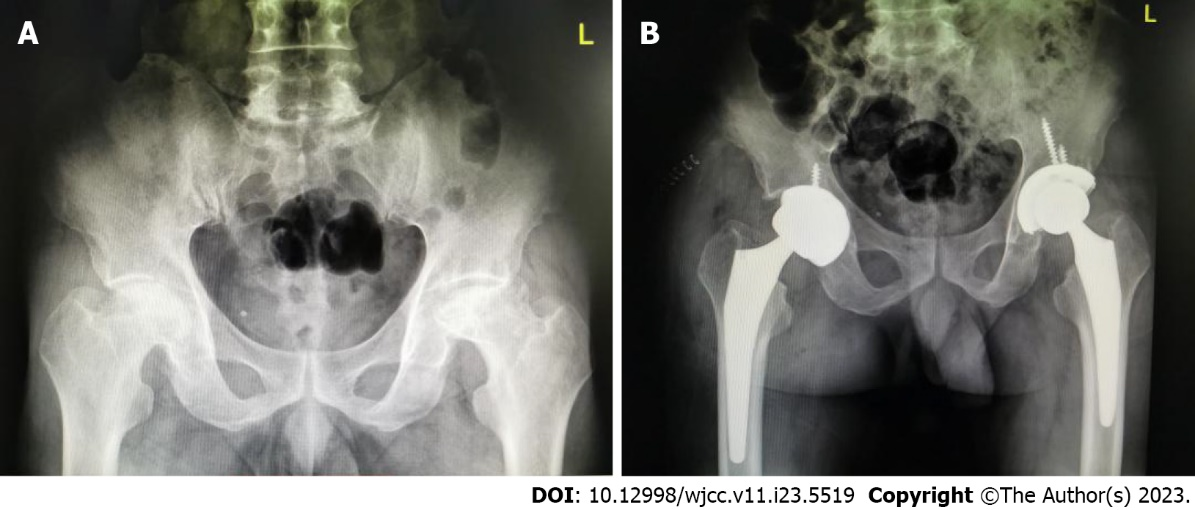 A
L
B
L
DOI: 10.12998/wjcc.v11.i23.5519 Copyright ©The Author(s) 2023.